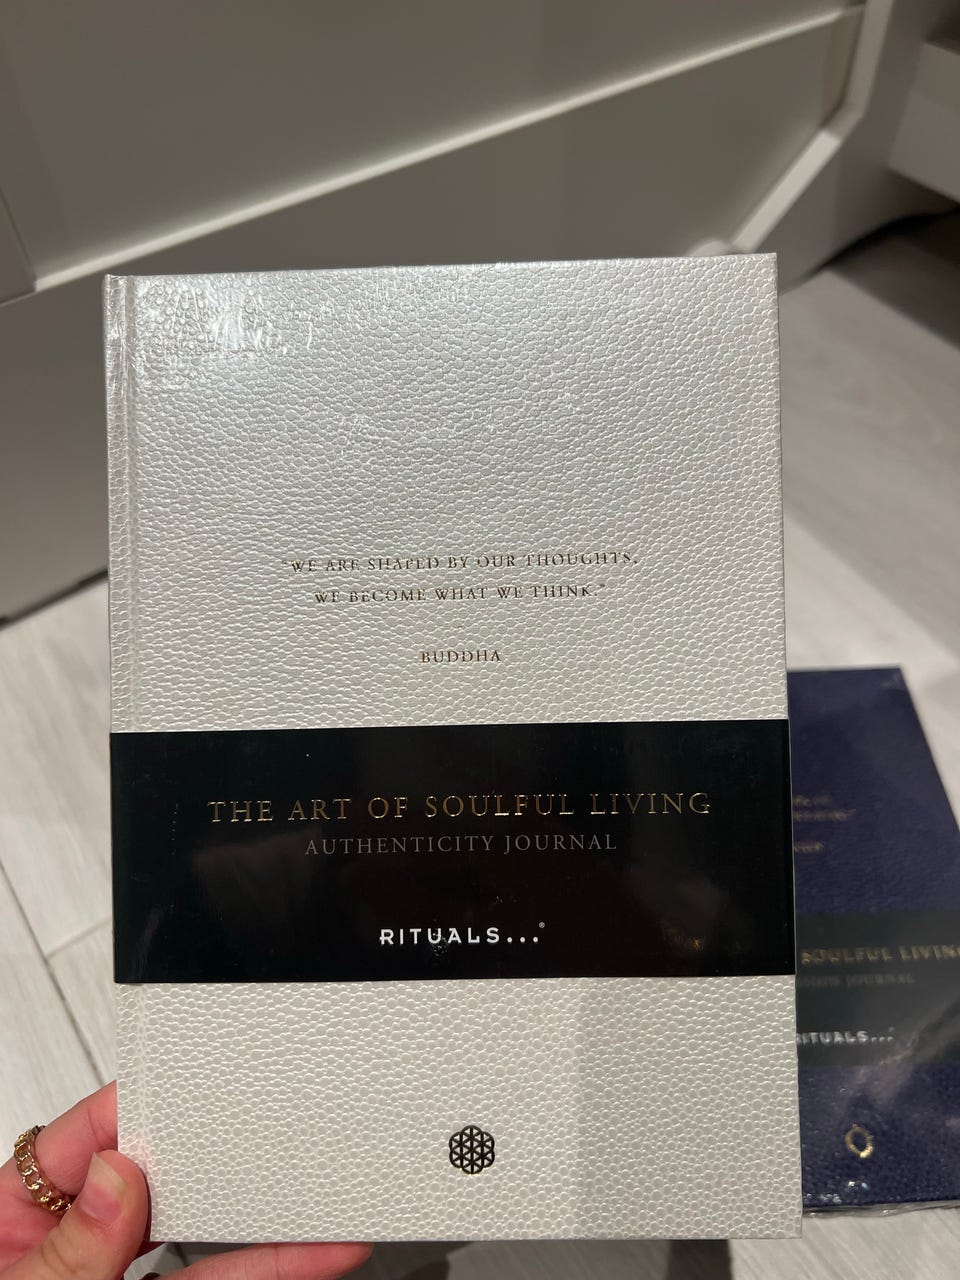 "WE ARE SHAPED BY OUR THOUGHTS,
WE BECOME WHAT WE THINK."
BUDDHA
THE ART OF SOULFUL LIVING
AUTHENTICITY JOURNAL
RITUALS...®
SOULFUL LIVING
JOURNAL
RITUALS...®